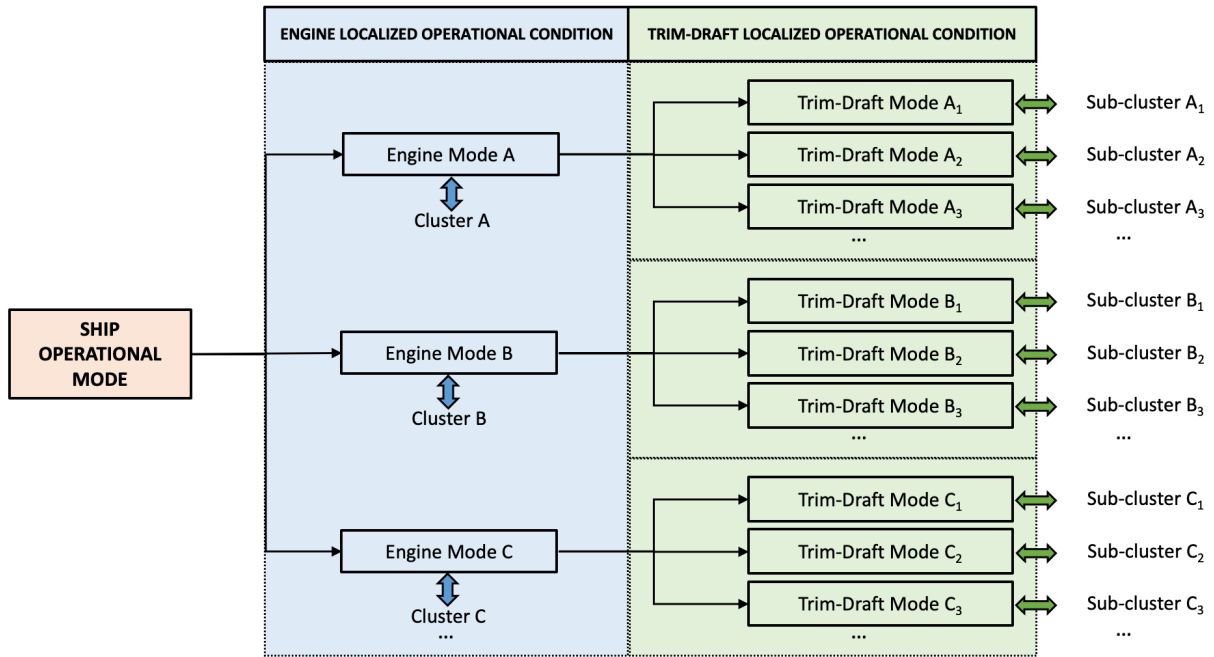 ENGINE LOCALIZED OPERATIONAL CONDITION
TRIM-DRAFT LOCALIZED OPERATIONAL CONDITION
SHIP
OPERATIONAL
MODE
Engine Mode A
Cluster A
Trim-Draft Mode A₁
Sub-cluster A₁
Trim-Draft Mode A₂
Sub-cluster A₂
Trim-Draft Mode A₃
Sub-cluster A₃
...
...
Engine Mode B
Cluster B
Trim-Draft Mode B₁
Sub-cluster B₁
Trim-Draft Mode B₂
Sub-cluster B₂
Trim-Draft Mode B₃
Sub-cluster B₃
...
...
Engine Mode C
Cluster C
...
Trim-Draft Mode C₁
Sub-cluster C₁
Trim-Draft Mode C₂
Sub-cluster C₂
Trim-Draft Mode C₃
Sub-cluster C₃
...
...